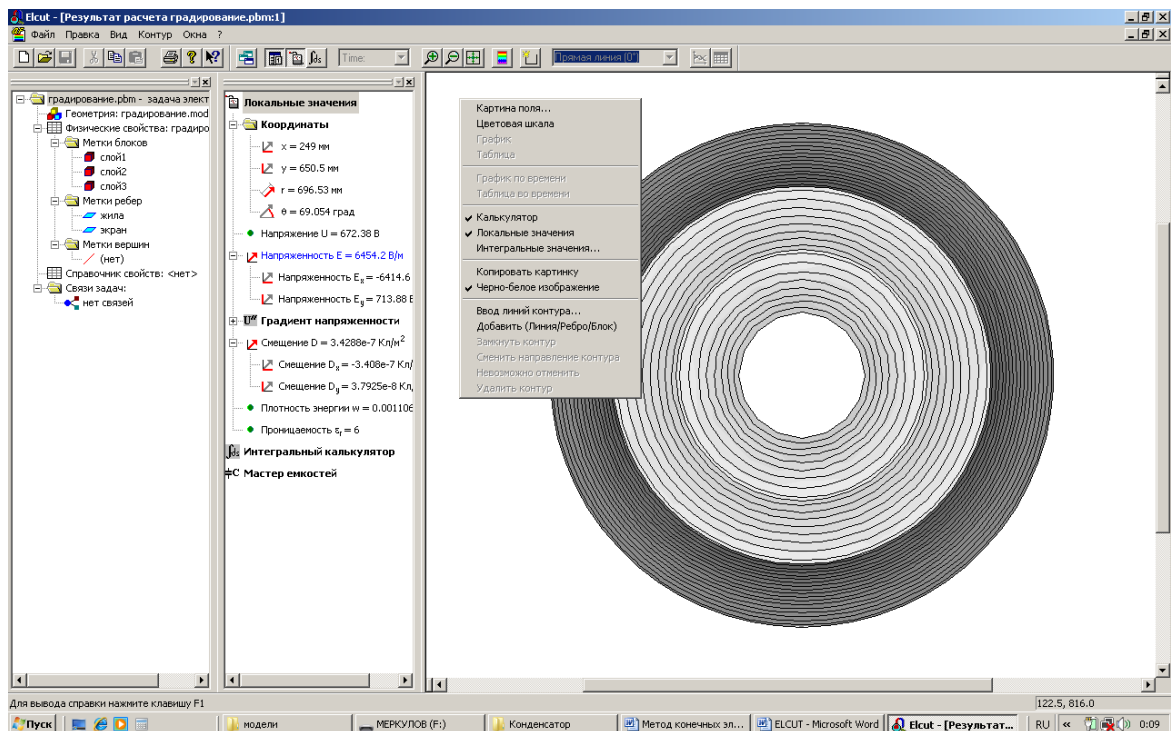 Elcut - [Результат расчета градирование.pbm:1]
Файл Правка Вид Контур Окна ?
Time:
Прямая линия (0°)
градирование.pbm - задача элект
Геометрия: градирование.mod
Физические свойства: градиро
Метки блоков
слой1
слой2
слой3
Метки ребер
жила
экран
Метки вершин
(нет)
Справочник свойств: <нет>
Связи задач:
нет связей
Локальные значения
Координаты
x = 249 мм
y = 650.5 мм
r = 696.53 мм
θ = 69.054 град
Напряжение U = 672.38 В
Напряженность E = 6454.2 В/м
Напряженность Ex = -6414.6
Напряженность Ey = 713.88 В
Градиент напряженности
Смещение D = 3.4288e-7 Кл/м²
Смещение Dx = -3.408e-7 Кл/
Смещение Dy = 3.7925e-8 Кл,
Плотность энергии w = 0.001106
Проницаемость εr = 6
Интегральный калькулятор
Мастер емкостей
Картина поля...
Цветовая шкала
График
Таблица
График по времени
Таблица во времени
Калькулятор
Локальные значения
Интегральные значения...
Копировать картинку
Черно-белое изображение
Ввод линий контура...
Добавить (Линия/Ребро/Блок)
Замкнуть контур
Сменить направление контура
Невозможно отменить
Удалить контур
Для вывода справки нажмите клавишу F1
122.5, 816.0
Пуск
модели
МЕРКУЛОВ (F:)
Конденсатор
Метод конечных эл...
ELCUT - Microsoft Word
Elcut - [Результат...
RU
«
0:09